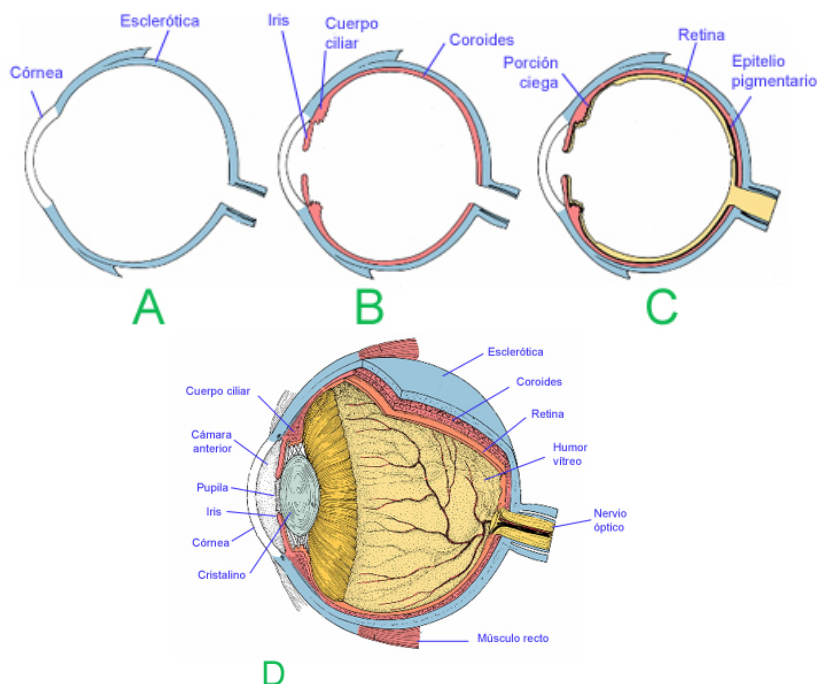 Esclerótica
Córnea
A
Iris
Cuerpo
ciliar
Coroides
B
Retina
Porción
ciega
Epitelio
pigmentario
C
Esclerótica
Coroides
Retina
Humor
vítreo
Nervio
óptico
Músculo recto
Cuerpo ciliar
Cámara
anterior
Pupila
Iris
Córnea
Cristalino
D